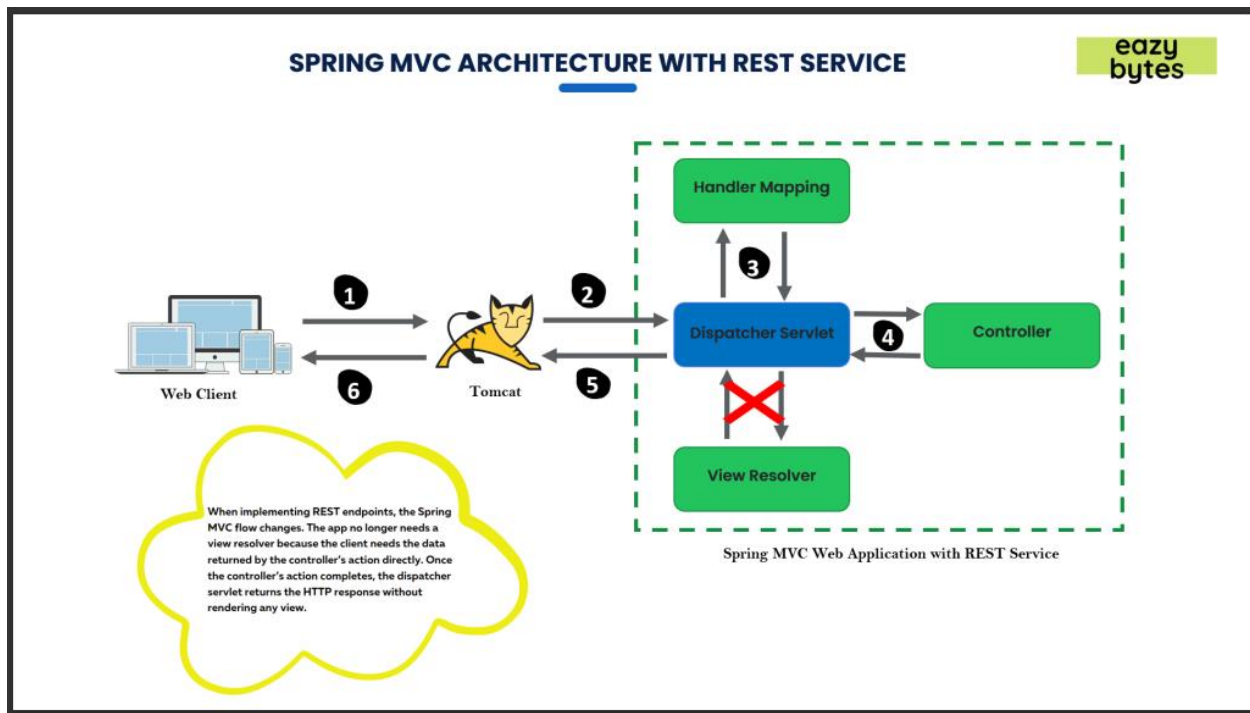 SPRING MVC ARCHITECTURE WITH REST SERVICE
eazy
bytes
Handler Mapping
1
2
3
Dispatcher Servlet
4
Controller
6
5
Web Client
Tomcat
View Resolver
When implementing REST endpoints, the Spring
MVC flow changes. The app no longer needs a
view resolver because the client needs the data
returned by the controller's action directly. Once
the controller's action completes, the dispatcher
servlet returns the HTTP response without
rendering any view.
Spring MVC Web Application with REST Service